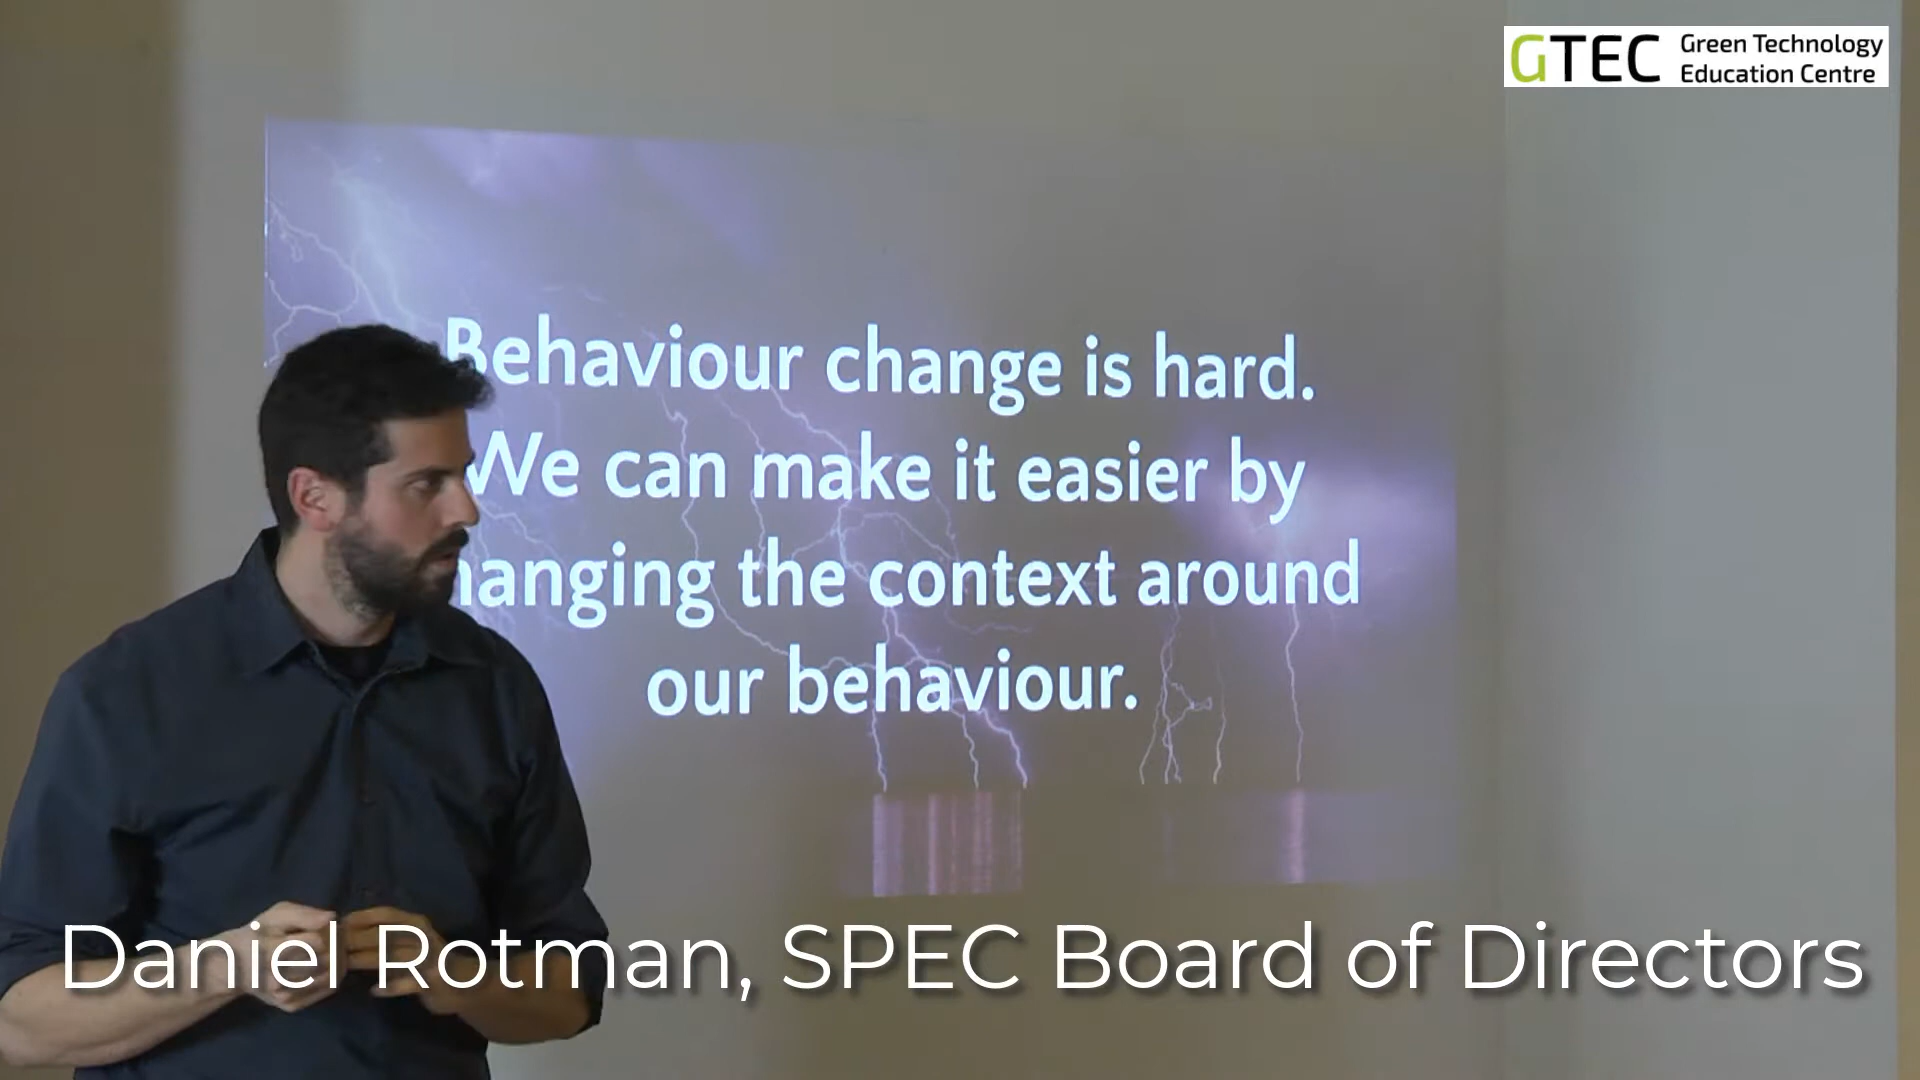 GTEC Green Technology
Education Centre
Behaviour change is hard.
We can make it easier by
hanging the context around
our behaviour.
Daniel Rotman, SPEC Board of Directors